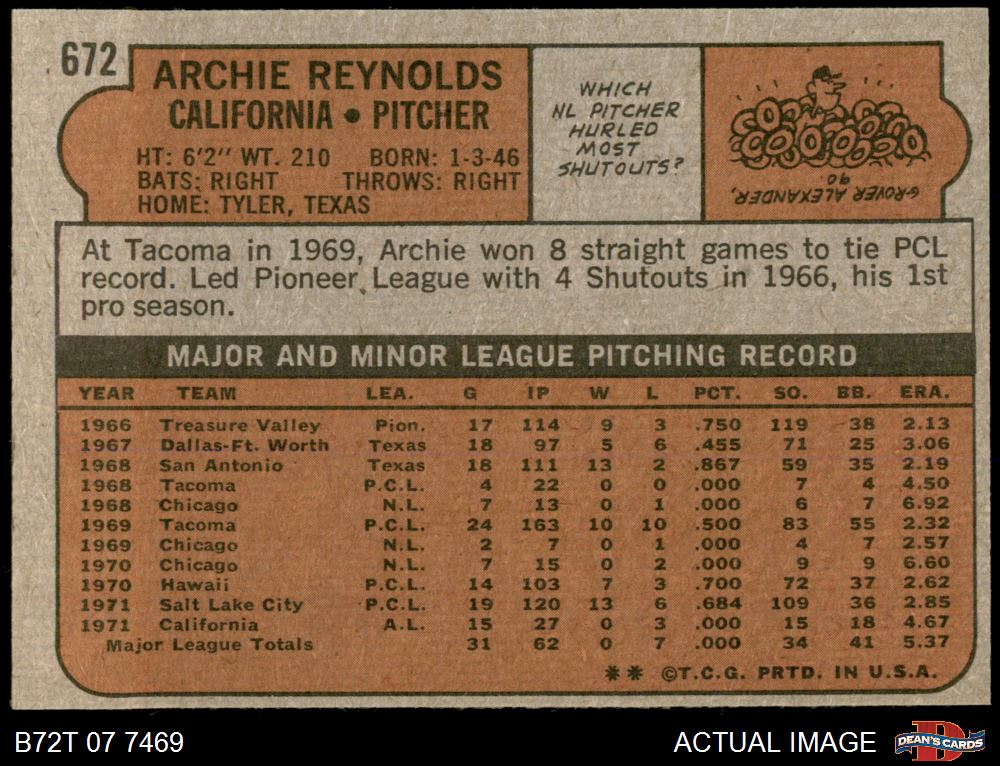 672
ARCHIE REYNOLDS
CALIFORNIA • PITCHER
HT: 6'2" WT. 210 BORN: 1-3-46
BATS: RIGHT THROWS: RIGHT
HOME: TYLER, TEXAS
WHICH
NL PITCHER
HURLED
MOST
SHUTOUTS?
GROVER ALEXANDER,
90.
At Tacoma in 1969, Archie won 8 straight games to tie PCL
record. Led Pioneer League with 4 Shutouts in 1966, his 1st
pro season.
MAJOR AND MINOR LEAGUE PITCHING RECORD
YEAR TEAM LEA. G IP W L PCT. SO. BB. ERA.
1966 Treasure Valley Pion. 17 114 9 3 .750 119 38 2.13
1967 Dallas-Ft. Worth Texas 18 97 5 6 .455 71 25 3.06
1968 San Antonio Texas 18 111 13 2 .867 59 35 2.19
1968 Tacoma P.C.L. 4 22 0 0 .000 7 4 4.50
1968 Chicago N.L. 7 13 0 1 .000 6 7 6.92
1969 Tacoma P.C.L. 24 163 10 10 .500 83 55 2.32
1969 Chicago N.L. 2 7 0 1 .000 4 7 2.57
1970 Chicago N.L. 7 15 0 2 .000 9 9 6.60
1970 Hawaii P.C.L. 14 103 7 3 .700 72 37 2.62
1971 Salt Lake City P.C.L. 19 120 13 6 .684 109 36 2.85
1971 California A.L. 15 27 0 3 .000 15 18 4.67
Major League Totals 31 62 0 7 .000 34 41 5.37
** ©T.C.G. PRTD. IN U.S.A.
B72T 07 7469 ACTUAL IMAGE DEAN'S CARDS